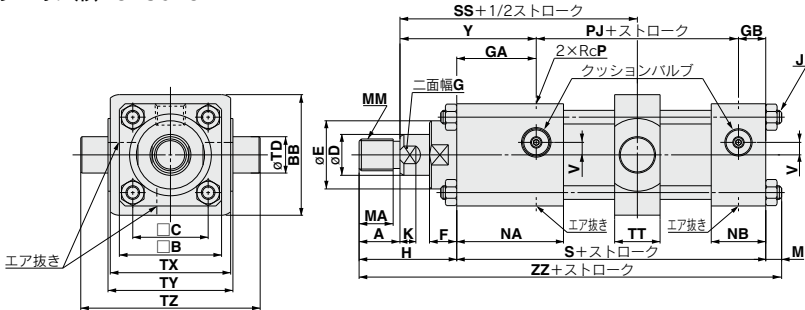 SS+1/2ストローク
Y
PJ+ストローク
GB
GA
2×RcP
J
クッションバルブ
二面幅G
MM
øE
øD
V
V
MA
エア抜き
エア抜き
A
K
F
NA
TT
NB
H
S+ストローク
M
ZZ+ストローク
øTD
BB
□C
□B
エア抜き
TX
TY
TZ